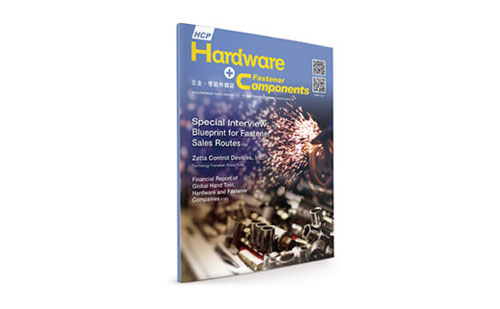 HCP
Hardware
+
Fastener
五金・零組件雜誌
Components
Special Interview:
Blueprint for Fastener
Sales Routes
Zetta Control Devices, Inc.
Financial Report of
Global Hand Tool,
Hardware and Fastener
Companies